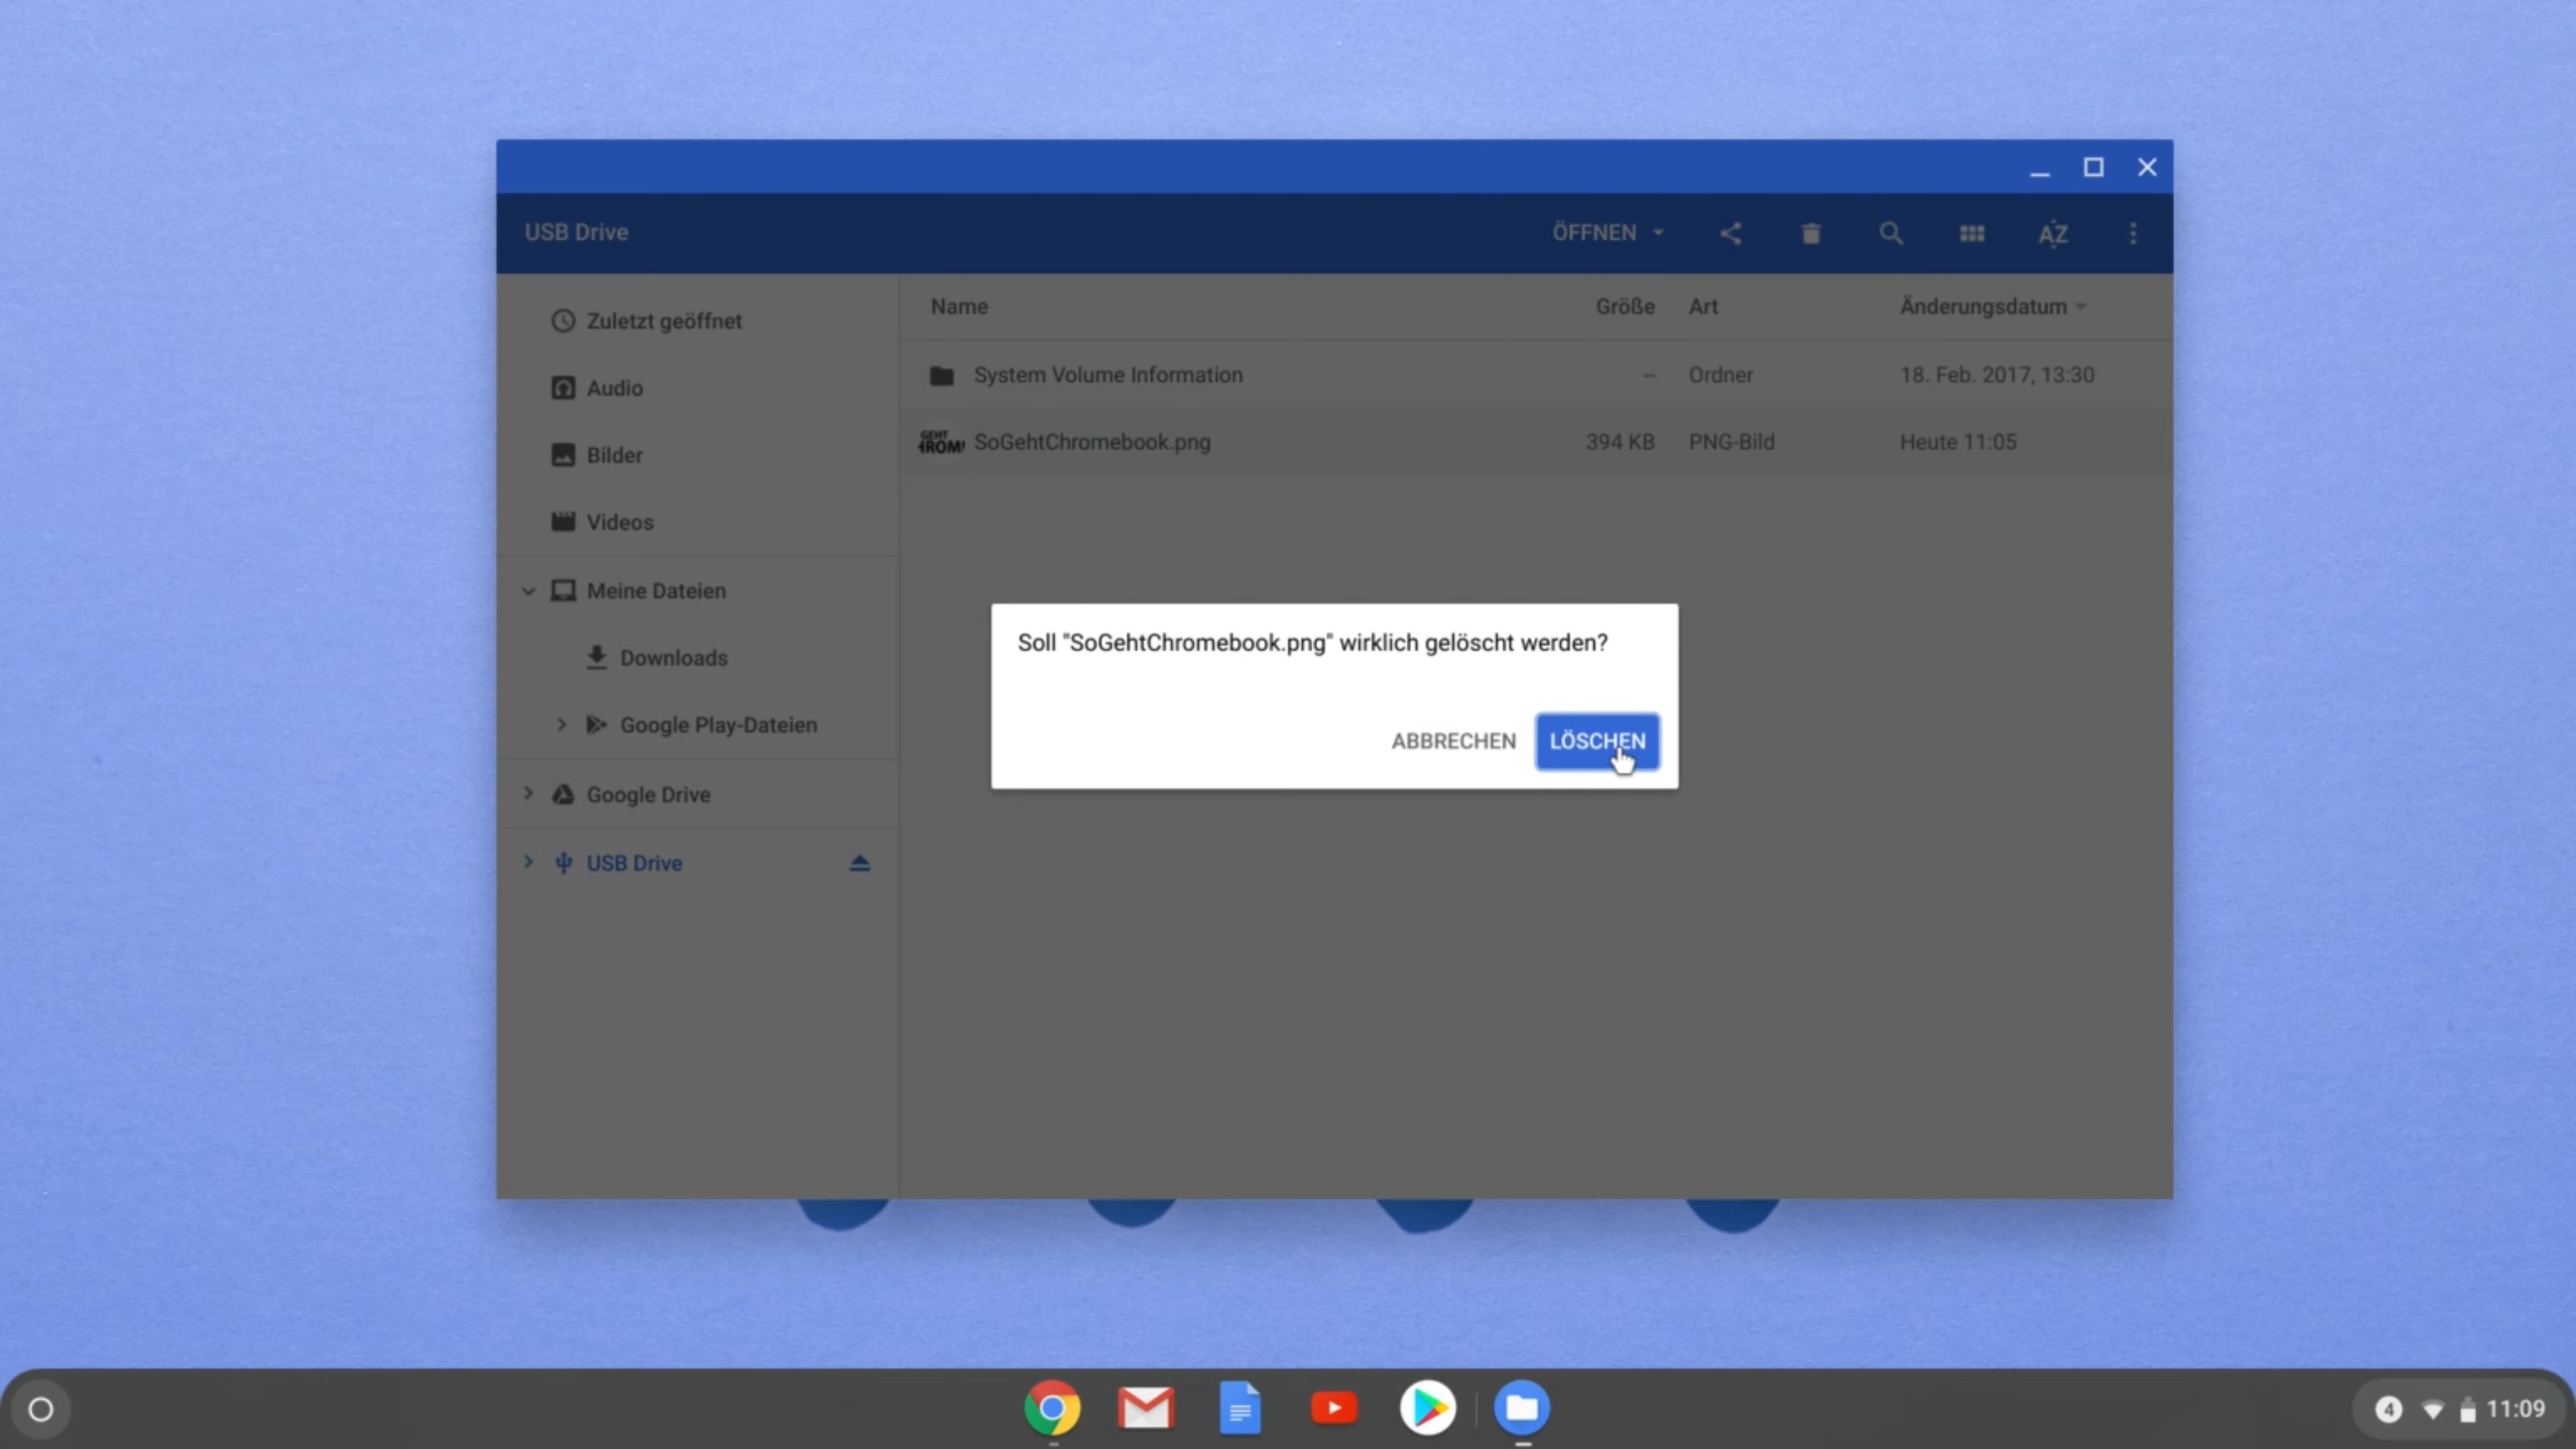 USB Drive
ÖFFNEN
AZ
Zuletzt geöffnet
Audio
Bilder
Videos
Meine Dateien
Downloads
Google Play-Dateien
Google Drive
USB Drive
Name Größe Art Änderungsdatum
System Volume Information -- Ordner 18. Feb. 2017, 13:30
GEHT
SoGehtChromebook.png 394 KB PNG-Bild Heute 11:05
Soll "SoGehtChromebook.png" wirklich gelöscht werden?
ABBRECHEN LÖSCHEN
4 11:09